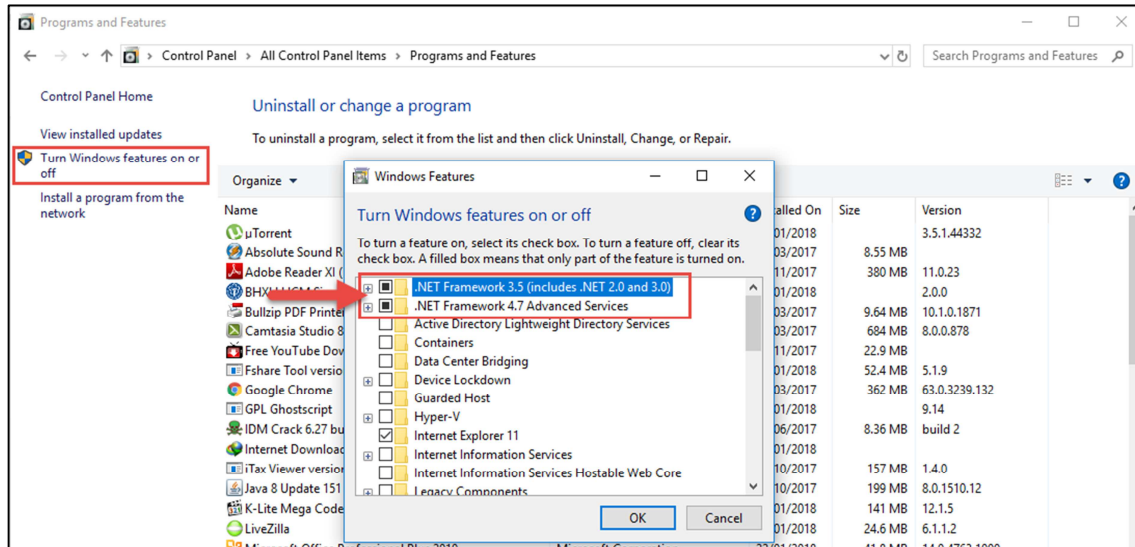 Programs and Features
Control Panel > All Control Panel Items > Programs and Features
Search Programs and Features
Control Panel Home
View installed updates
Turn Windows features on or
off
Install a program from the
network
Uninstall or change a program
To uninstall a program, select it from the list and then click Uninstall, Change, or Repair.
Organize
Name
Size
Version
µTorrent
01/2018
3.5.1.44332
Absolute Sound R
03/2017
8.55 MB
Adobe Reader XI (
11/2017
380 MB
11.0.23
01/2018
2.0.0
Bullzip PDF Printe
03/2017
9.64 MB
10.1.0.1871
Camtasia Studio 8
03/2017
684 MB
8.0.0.878
Free YouTube Dow
11/2017
22.9 MB
Fshare Tool versio
01/2018
52.4 MB
5.1.9
Google Chrome
03/2017
362 MB
63.0.3239.132
GPL Ghostscript
01/2018
9.14
IDM Crack 6.27 bu
06/2017
8.36 MB
build 2
Internet Downloac
01/2018
iTax Viewer version
10/2017
157 MB
1.4.0
Java 8 Update 151
10/2017
199 MB
8.0.1510.12
K-Lite Mega Code
01/2018
141 MB
12.1.5
LiveZilla
01/2018
24.6 MB
6.1.1.2
Windows Features
Turn Windows features on or off
To turn a feature on, select its check box. To turn a feature off, clear its
check box. A filled box means that only part of the feature is turned on.
.NET Framework 3.5 (includes .NET 2.0 and 3.0)
.NET Framework 4.7 Advanced Services
Active Directory Lightweight Directory Services
Containers
Data Center Bridging
Device Lockdown
Guarded Host
Hyper-V
Internet Explorer 11
Internet Information Services
Internet Information Services Hostable Web Core
Legacy Components
OK
Cancel